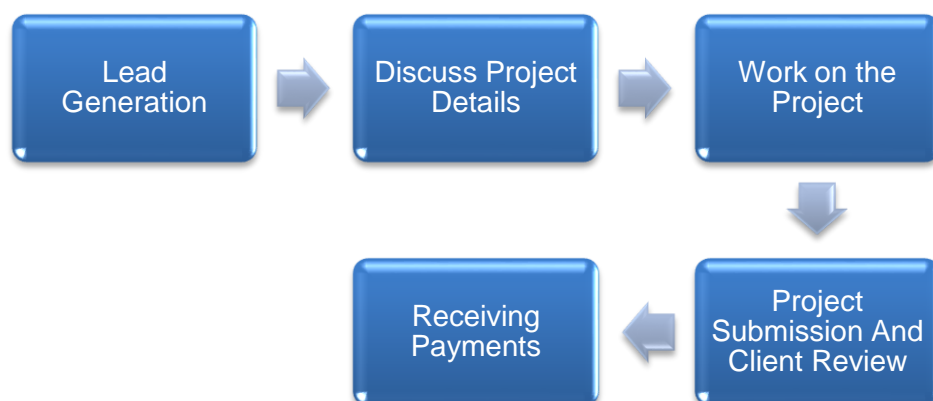 Lead
Generation
Discuss Project
Details
Work on the
Project
Project
Submission And
Client Review
Receiving
Payments